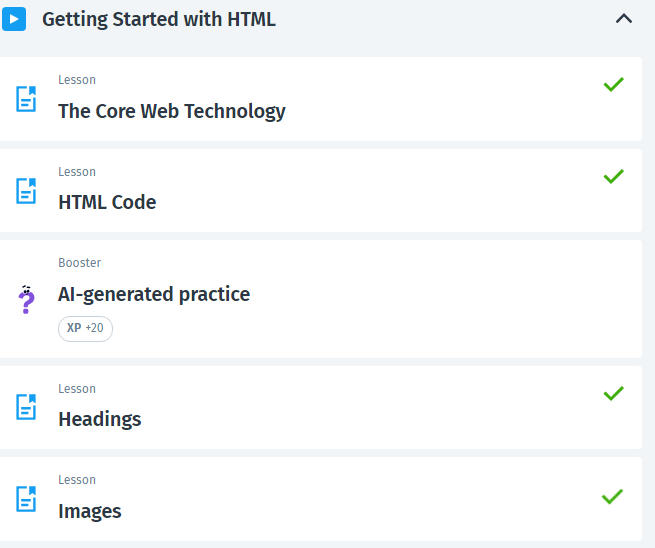 Getting Started with HTML
Lesson
The Core Web Technology
Lesson
HTML Code
Booster
AI-generated practice
XP +20
Lesson
Headings
Lesson
Images